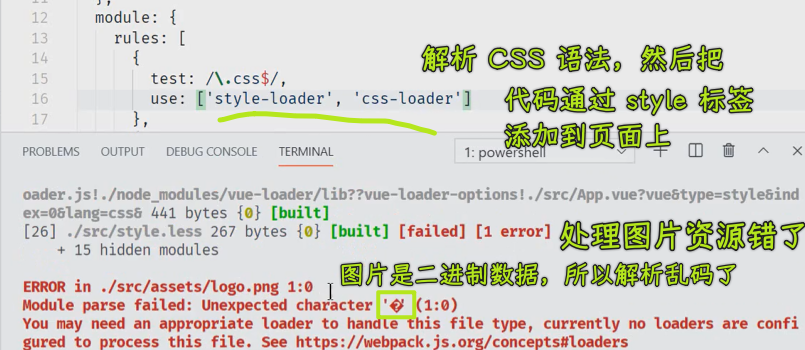 11 },
12 module: {
13 rules: [
14 {
15 test: /\.css$/,
16 use: ['style-loader', 'css-loader']
17 },
解析 CSS 语法，然后把
代码通过 style 标签
添加到页面上
PROBLEMS OUTPUT DEBUG CONSOLE TERMINAL 1: powershell
oader.js!./node_modules/vue-loader/lib??vue-loader-options!./src/App.vue?vue&type=style&ind
ex=0&lang=css& 441 bytes {0} [built]
[26] ./src/style.less 267 bytes {0} [built] [failed] [1 error]
处理图片资源错了
+ 15 hidden modules
图片是二进制数据，所以解析乱码了
ERROR in ./src/assets/logo.png 1:0
Module parse failed: Unexpected character '�' (1:0)
You may need an appropriate loader to handle this file type, currently no loaders are confi
gured to process this file. See https://webpack.js.org/concepts#loaders